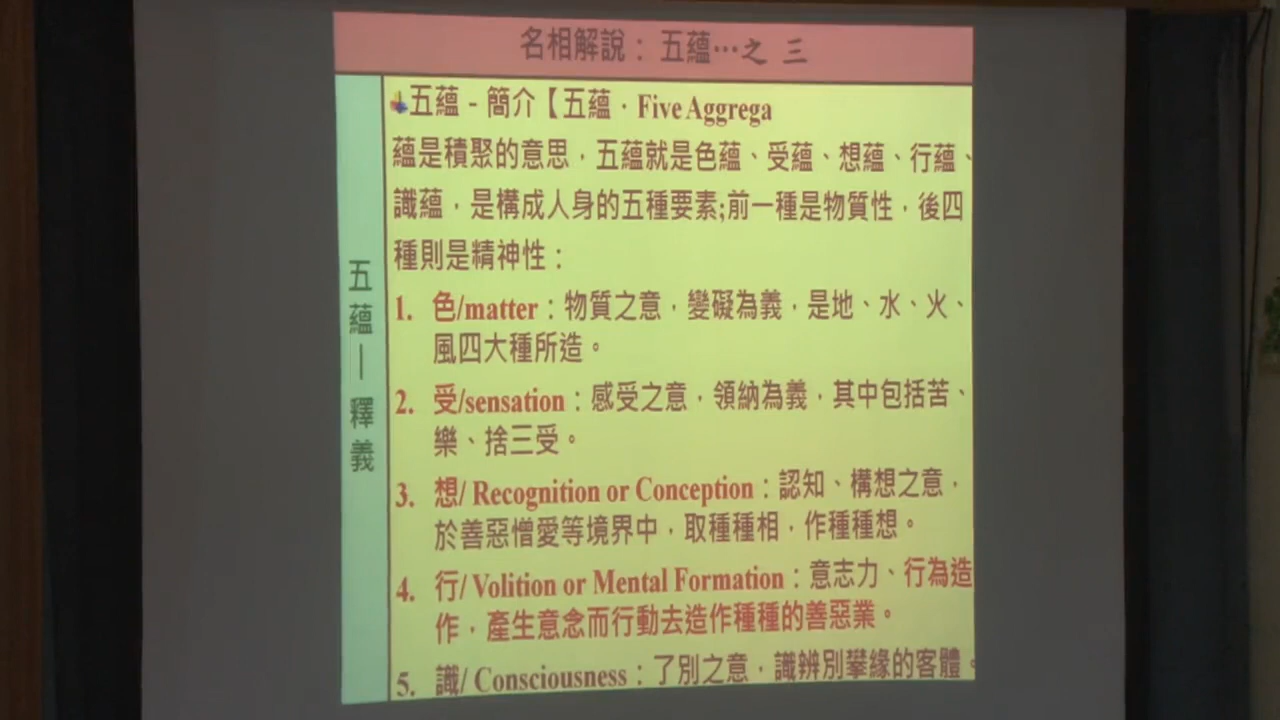 名相解說：五蘊…之 三
五蘊－釋義
五蘊－簡介【五蘊．Five Aggrega
蘊是積聚的意思，五蘊就是色蘊、受蘊、想蘊、行蘊、
識蘊，是構成人身的五種要素;前一種是物質性，後四
種則是精神性：
1. 色/matter：物質之意，變礙為義，是地、水、火、
風四大種所造。
2. 受/sensation：感受之意，領納為義，其中包括苦、
樂、捨三受。
3. 想/ Recognition or Conception：認知、構想之意，
於善惡憎愛等境界中，取種種相，作種種想。
4. 行/ Volition or Mental Formation：意志力、行為造
作，產生意念而行動去造作種種的善惡業。
5. 識/ Consciousness：了別之意，識辨別攀緣的客體。